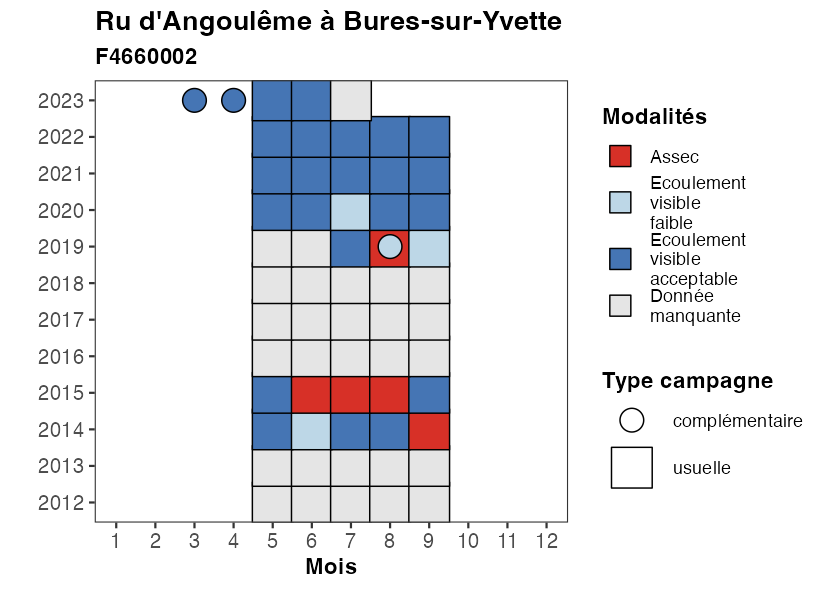 Ru d'Angoulême à Bures-sur-Yvette
F4660002
2023
2022
2021
2020
2019
2018
2017
2016
2015
2014
2013
2012
1 2 3 4 5 6 7 8 9 10 11 12
Mois
Modalités
Assec
Ecoulement
visible
faible
Ecoulement
visible
acceptable
Donnée
manquante
Type campagne
complémentaire
usuelle